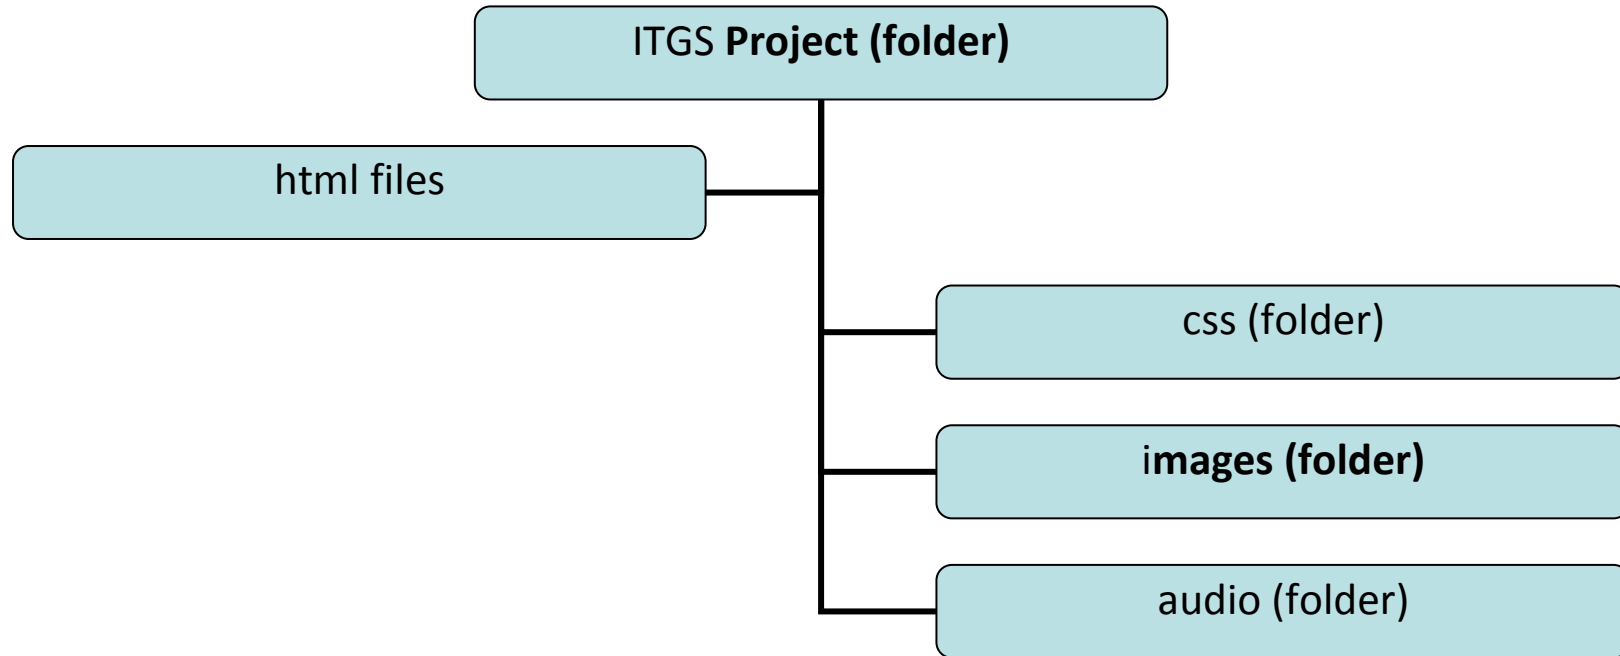 ITGS Project (folder)
html files
css (folder)
images (folder)
audio (folder)